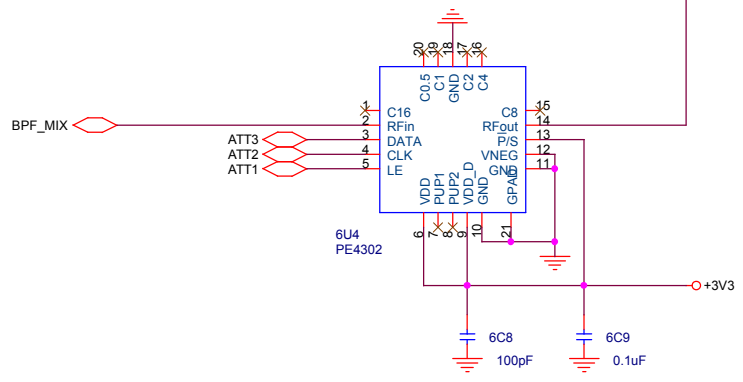 20 19 18 17 16
C0.5 C1 GND C2 C4
1 C16 C8 15
BPF_MIX 2 RFin RFout 14
ATT3 3 DATA P/S 13
ATT2 4 CLK VNEG 12
ATT1 5 LE GND 11
VDD PUP1 PUP2 VDD_D GND GPAD
6 7 8 9 10 21
6U4
PE4302
+3V3
6C8 6C9
100pF 0.1uF